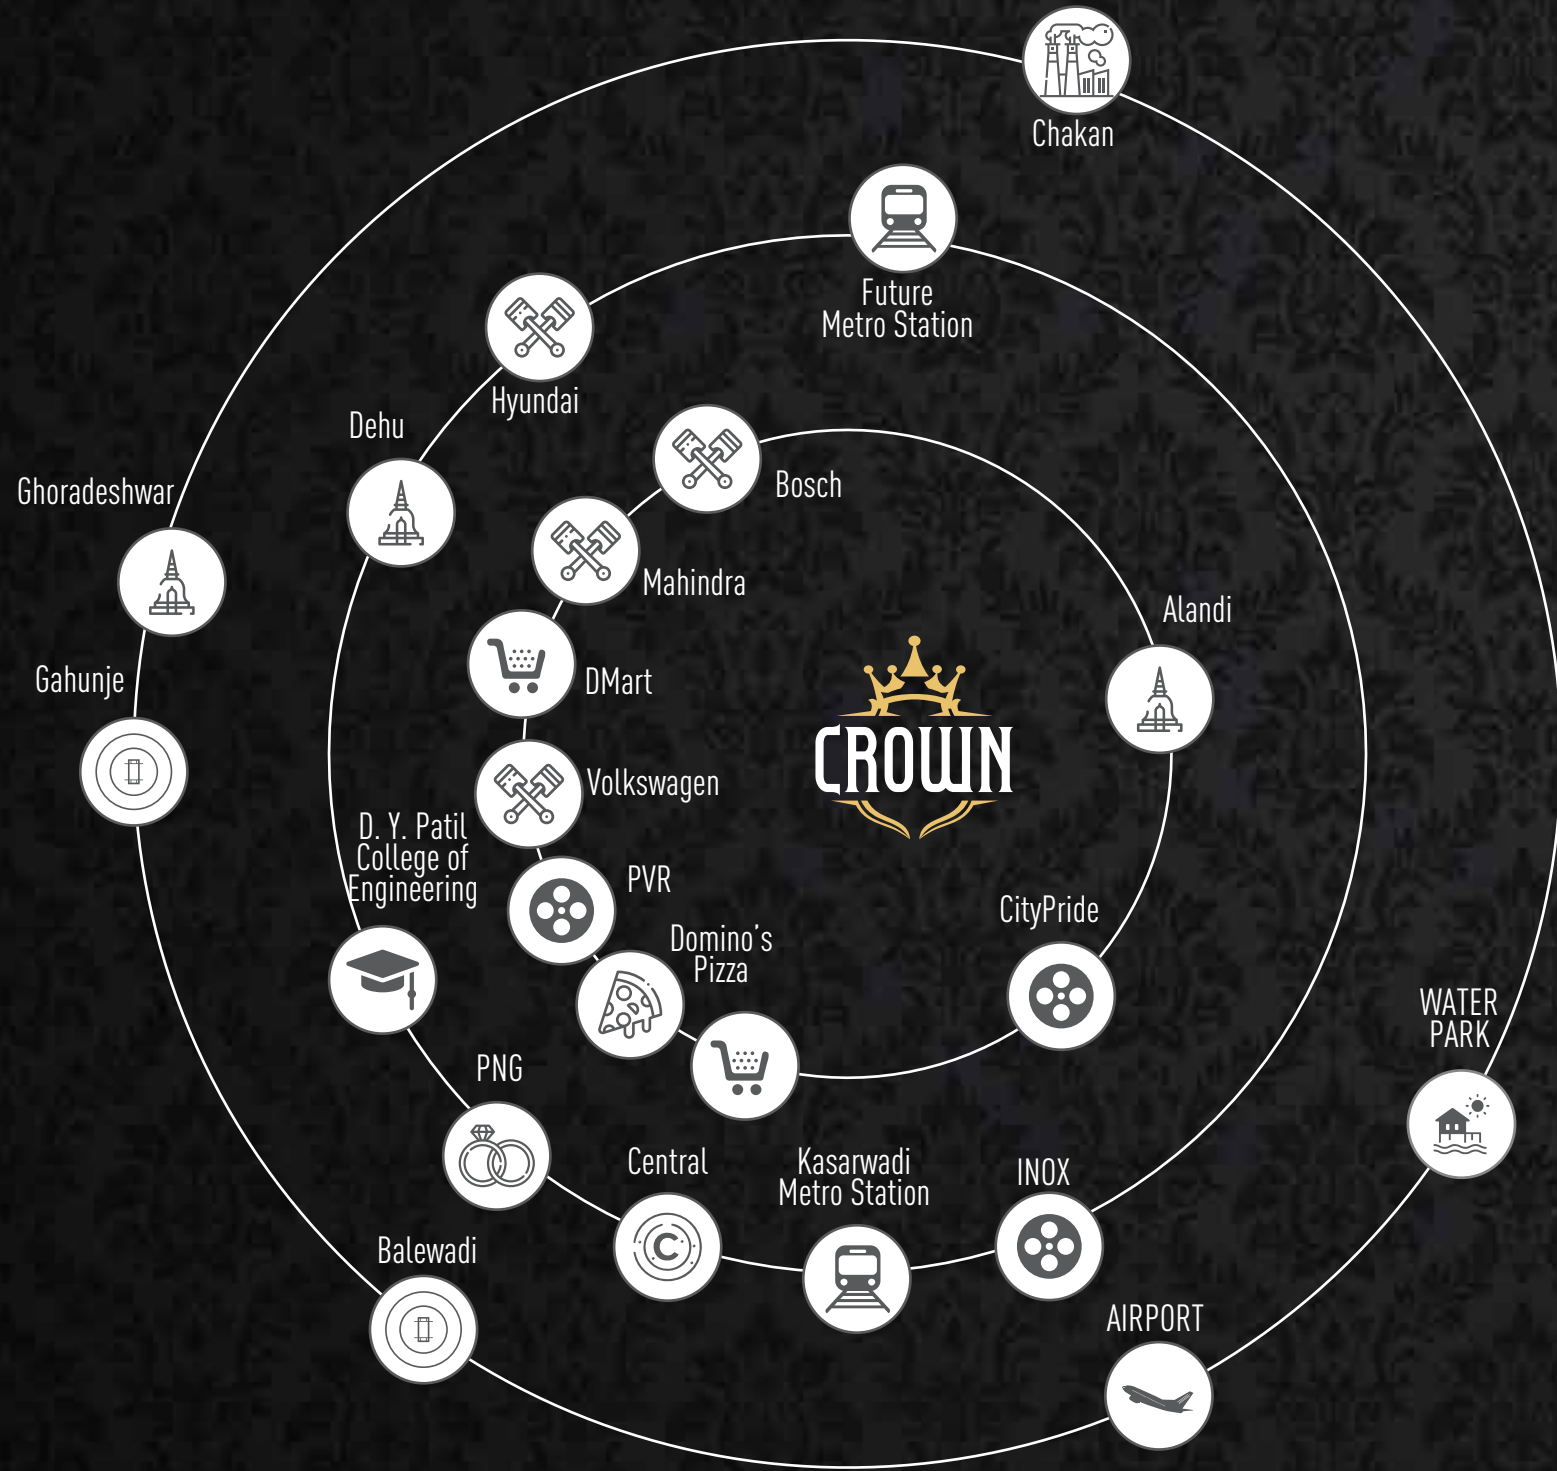 Chakan
Future
Metro Station
Hyundai
Dehu
Bosch
Ghoradeshwar
Mahindra
Alandi
Gahunje
DMart
CROWN
Volkswagen
D. Y. Patil
College of
Engineering
PVR
CityPride
Domino's
Pizza
WATER
PARK
PNG
Central
C
Kasarwadi
Metro Station
INOX
Balewadi
AIRPORT